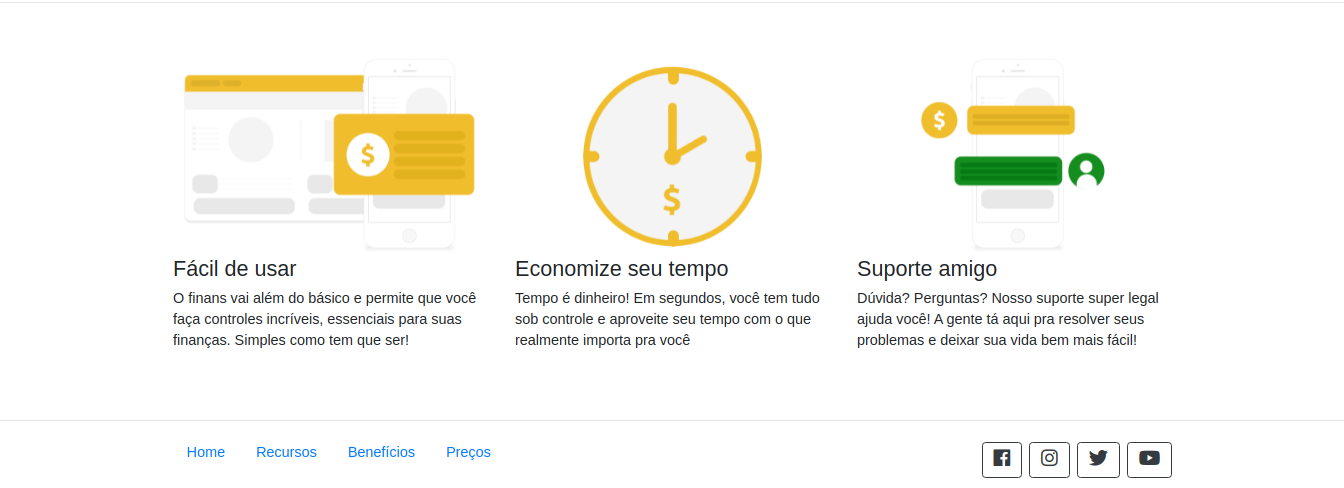 $
$
$
Fácil de usar
O finans vai além do básico e permite que você
faça controles incríveis, essenciais para suas
finanças. Simples como tem que ser!
Economize seu tempo
Tempo é dinheiro! Em segundos, você tem tudo
sob controle e aproveite seu tempo com o que
realmente importa pra você
Suporte amigo
Dúvida? Perguntas? Nosso suporte super legal
ajuda você! A gente tá aqui pra resolver seus
problemas e deixar sua vida bem mais fácil!
Home Recursos Benefícios Preços